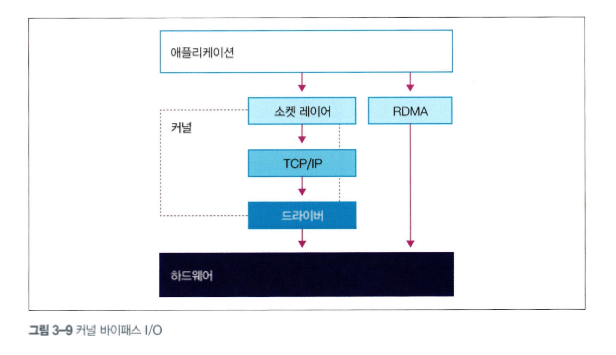 애플리케이션
소켓 레이어
RDMA
커널
TCP/IP
드라이버
하드웨어
그림 3-9 커널 바이패스 I/O